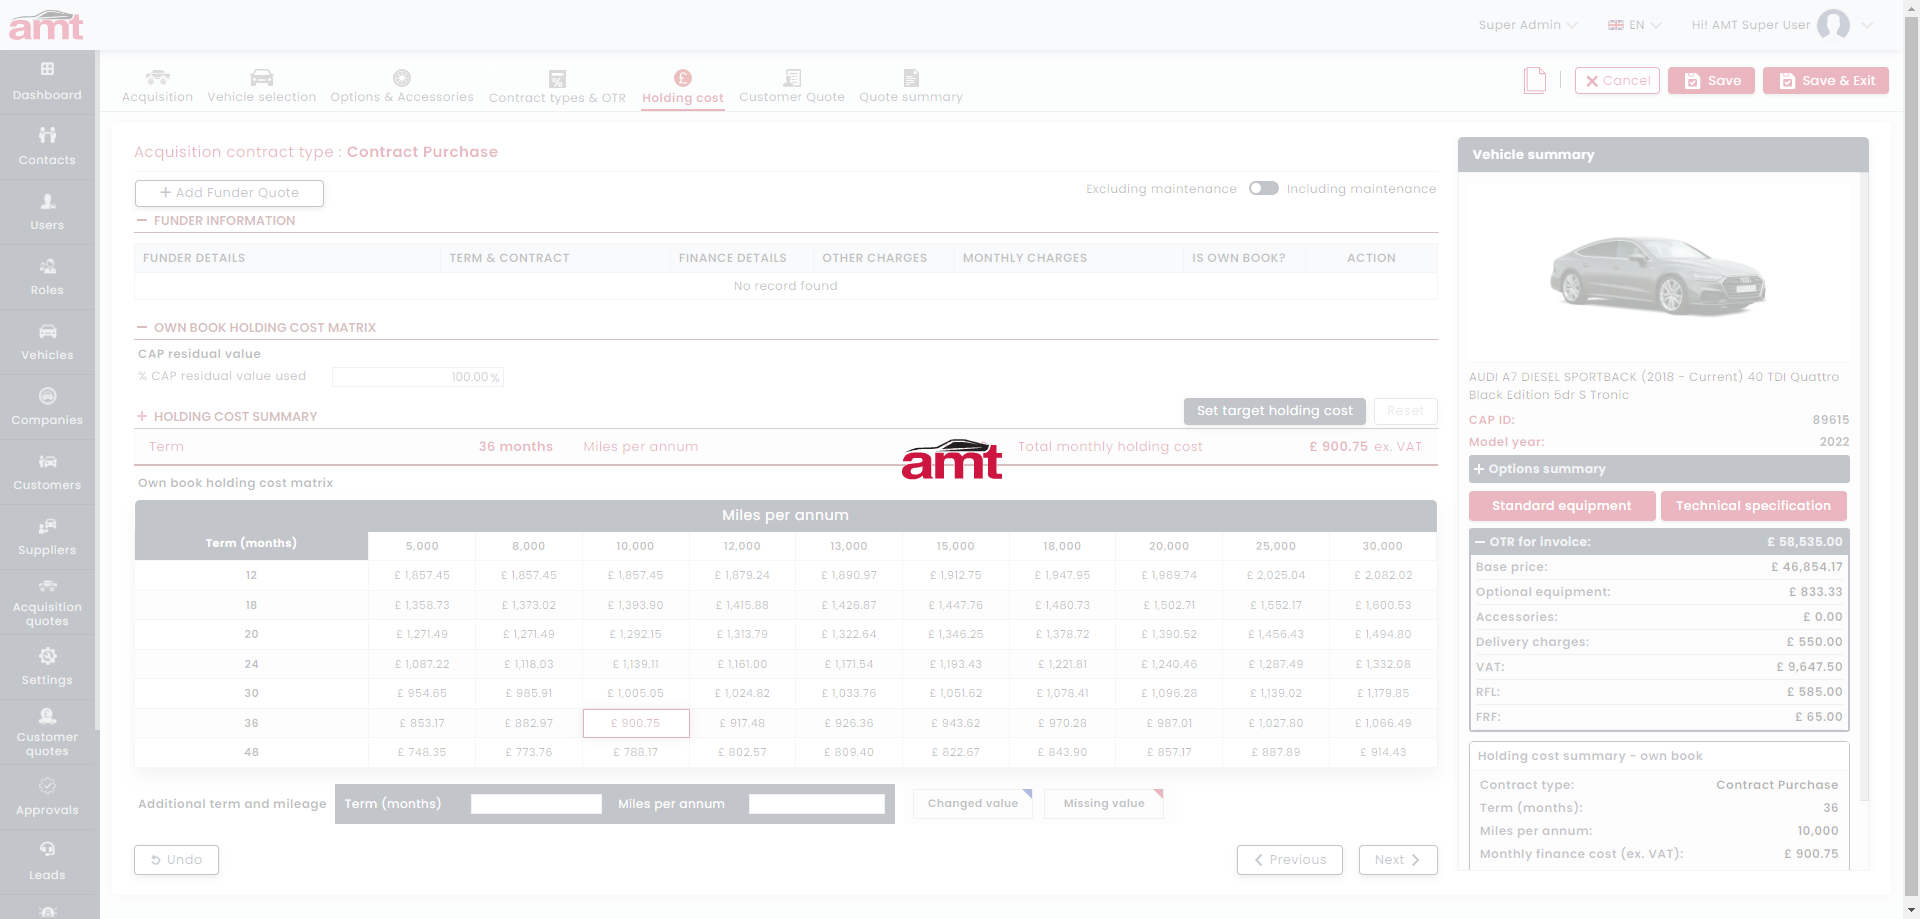 amt
Super Admin
EN
Hi! AMT Super User
Dashboard
Contacts
Users
Roles
Vehicles
Companies
Customers
Suppliers
Acquisition quotes
Settings
Customer quotes
Approvals
Leads
Acquisition
Vehicle selection
Options & Accessories
Contract types & OTR
Holding cost
Customer Quote
Quote summary
Cancel
Save
Save & Exit
Acquisition contract type : Contract Purchase
+ Add Funder Quote
Excluding maintenance Including maintenance
FUNDER INFORMATION
FUNDER DETAILS TERM & CONTRACT FINANCE DETAILS OTHER CHARGES MONTHLY CHARGES IS OWN BOOK? ACTION
No record found
OWN BOOK HOLDING COST MATRIX
CAP residual value
% CAP residual value used 100.00 %
HOLDING COST SUMMARY
Set target holding cost Reset
Term 36 months Miles per annum Total monthly holding cost £ 900.75 ex. VAT
amt
Own book holding cost matrix
Miles per annum
Term (months) 5,000 8,000 10,000 12,000 13,000 15,000 18,000 20,000 25,000 30,000
12 £ 1,857.45 £ 1,857.45 £ 1,857.45 £ 1,879.24 £ 1,890.97 £ 1,912.75 £ 1,947.95 £ 1,969.74 £ 2,025.04 £ 2,082.02
18 £ 1,358.73 £ 1,373.02 £ 1,393.90 £ 1,415.88 £ 1,426.87 £ 1,447.76 £ 1,480.73 £ 1,502.71 £ 1,552.17 £ 1,600.53
20 £ 1,271.49 £ 1,271.49 £ 1,292.15 £ 1,313.79 £ 1,322.64 £ 1,346.25 £ 1,378.72 £ 1,390.52 £ 1,456.43 £ 1,494.80
24 £ 1,087.22 £ 1,118.03 £ 1,139.11 £ 1,161.00 £ 1,171.54 £ 1,193.43 £ 1,221.81 £ 1,240.46 £ 1,287.49 £ 1,332.08
30 £ 954.65 £ 985.91 £ 1,005.05 £ 1,024.82 £ 1,033.76 £ 1,051.62 £ 1,078.41 £ 1,096.28 £ 1,139.02 £ 1,179.85
36 £ 853.17 £ 882.97 £ 900.75 £ 917.48 £ 926.36 £ 943.62 £ 970.28 £ 987.01 £ 1,027.80 £ 1,066.49
48 £ 748.35 £ 773.76 £ 788.17 £ 802.57 £ 809.40 £ 822.67 £ 843.90 £ 857.17 £ 887.89 £ 914.43
Additional term and mileage Term (months) Miles per annum Changed value Missing value
Undo Previous Next
Vehicle summary
AUDI A7 DIESEL SPORTBACK (2018 - Current) 40 TDI Quattro
Black Edition 5dr S Tronic
CAP ID: 89615
Model year: 2022
+ Options summary
Standard equipment Technical specification
OTR for invoice: £ 58,535.00
Base price: £ 46,854.17
Optional equipment: £ 833.33
Accessories: £ 0.00
Delivery charges: £ 550.00
VAT: £ 9,647.50
RFL: £ 585.00
FRF: £ 65.00
Holding cost summary - own book
Contract type: Contract Purchase
Term (months): 36
Miles per annum: 10,000
Monthly finance cost (ex. VAT): £ 900.75